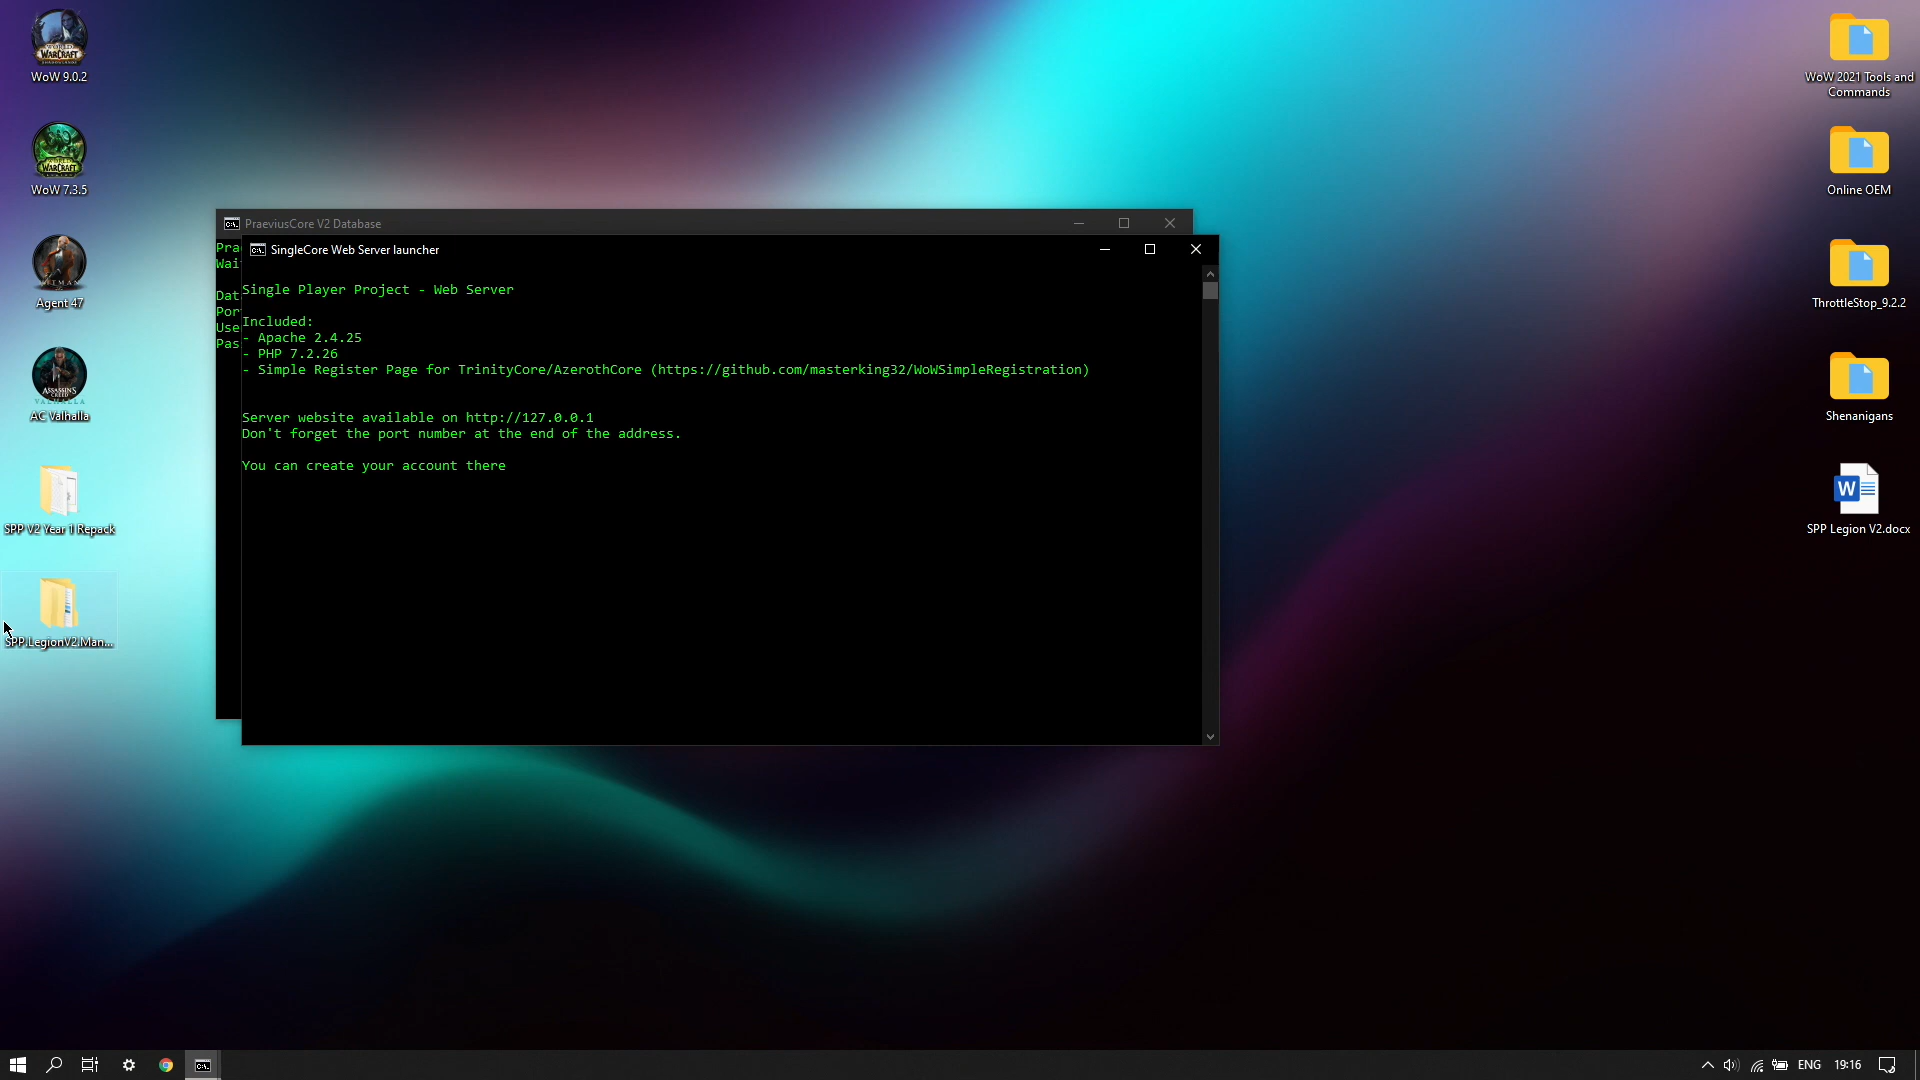 WoW 9.0.2
WoW 7.3.5
Agent 47
AC Valhalla
SPP V2 Year 1 Repack
SPP.LegionV2.Man...
PraeviusCore V2 Database
Pra
Wai
Dat
Por
Use
Pas
SingleCore Web Server launcher
Single Player Project - Web Server
Included:
- Apache 2.4.25
- PHP 7.2.26
- Simple Register Page for TrinityCore/AzerothCore (https://github.com/masterking32/WoWSimpleRegistration)
Server website available on http://127.0.0.1
Don't forget the port number at the end of the address.
You can create your account there
WoW 2021 Tools and
Commands
Online OEM
ThrottleStop_9.2.2
Shenanigans
SPP Legion V2.docx
ENG
19:16